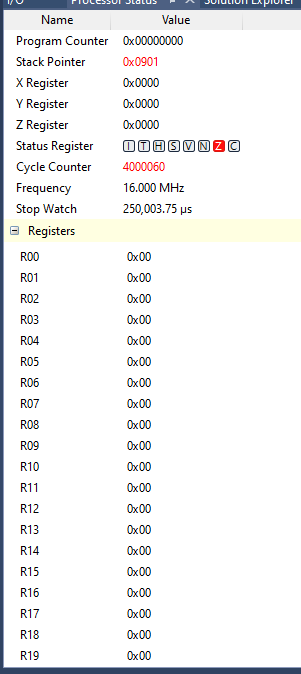 I/O Processor Status Solution Explorer
Name Value
Program Counter 0x00000000
Stack Pointer 0x0901
X Register 0x0000
Y Register 0x0000
Z Register 0x0000
Status Register I T H S V N Z C
Cycle Counter 4000060
Frequency 16.000 MHz
Stop Watch 250,003.75 µs
Registers
R00 0x00
R01 0x00
R02 0x00
R03 0x00
R04 0x00
R05 0x00
R06 0x00
R07 0x00
R08 0x00
R09 0x00
R10 0x00
R11 0x00
R12 0x00
R13 0x00
R14 0x00
R15 0x00
R16 0x00
R17 0x00
R18 0x00
R19 0x00